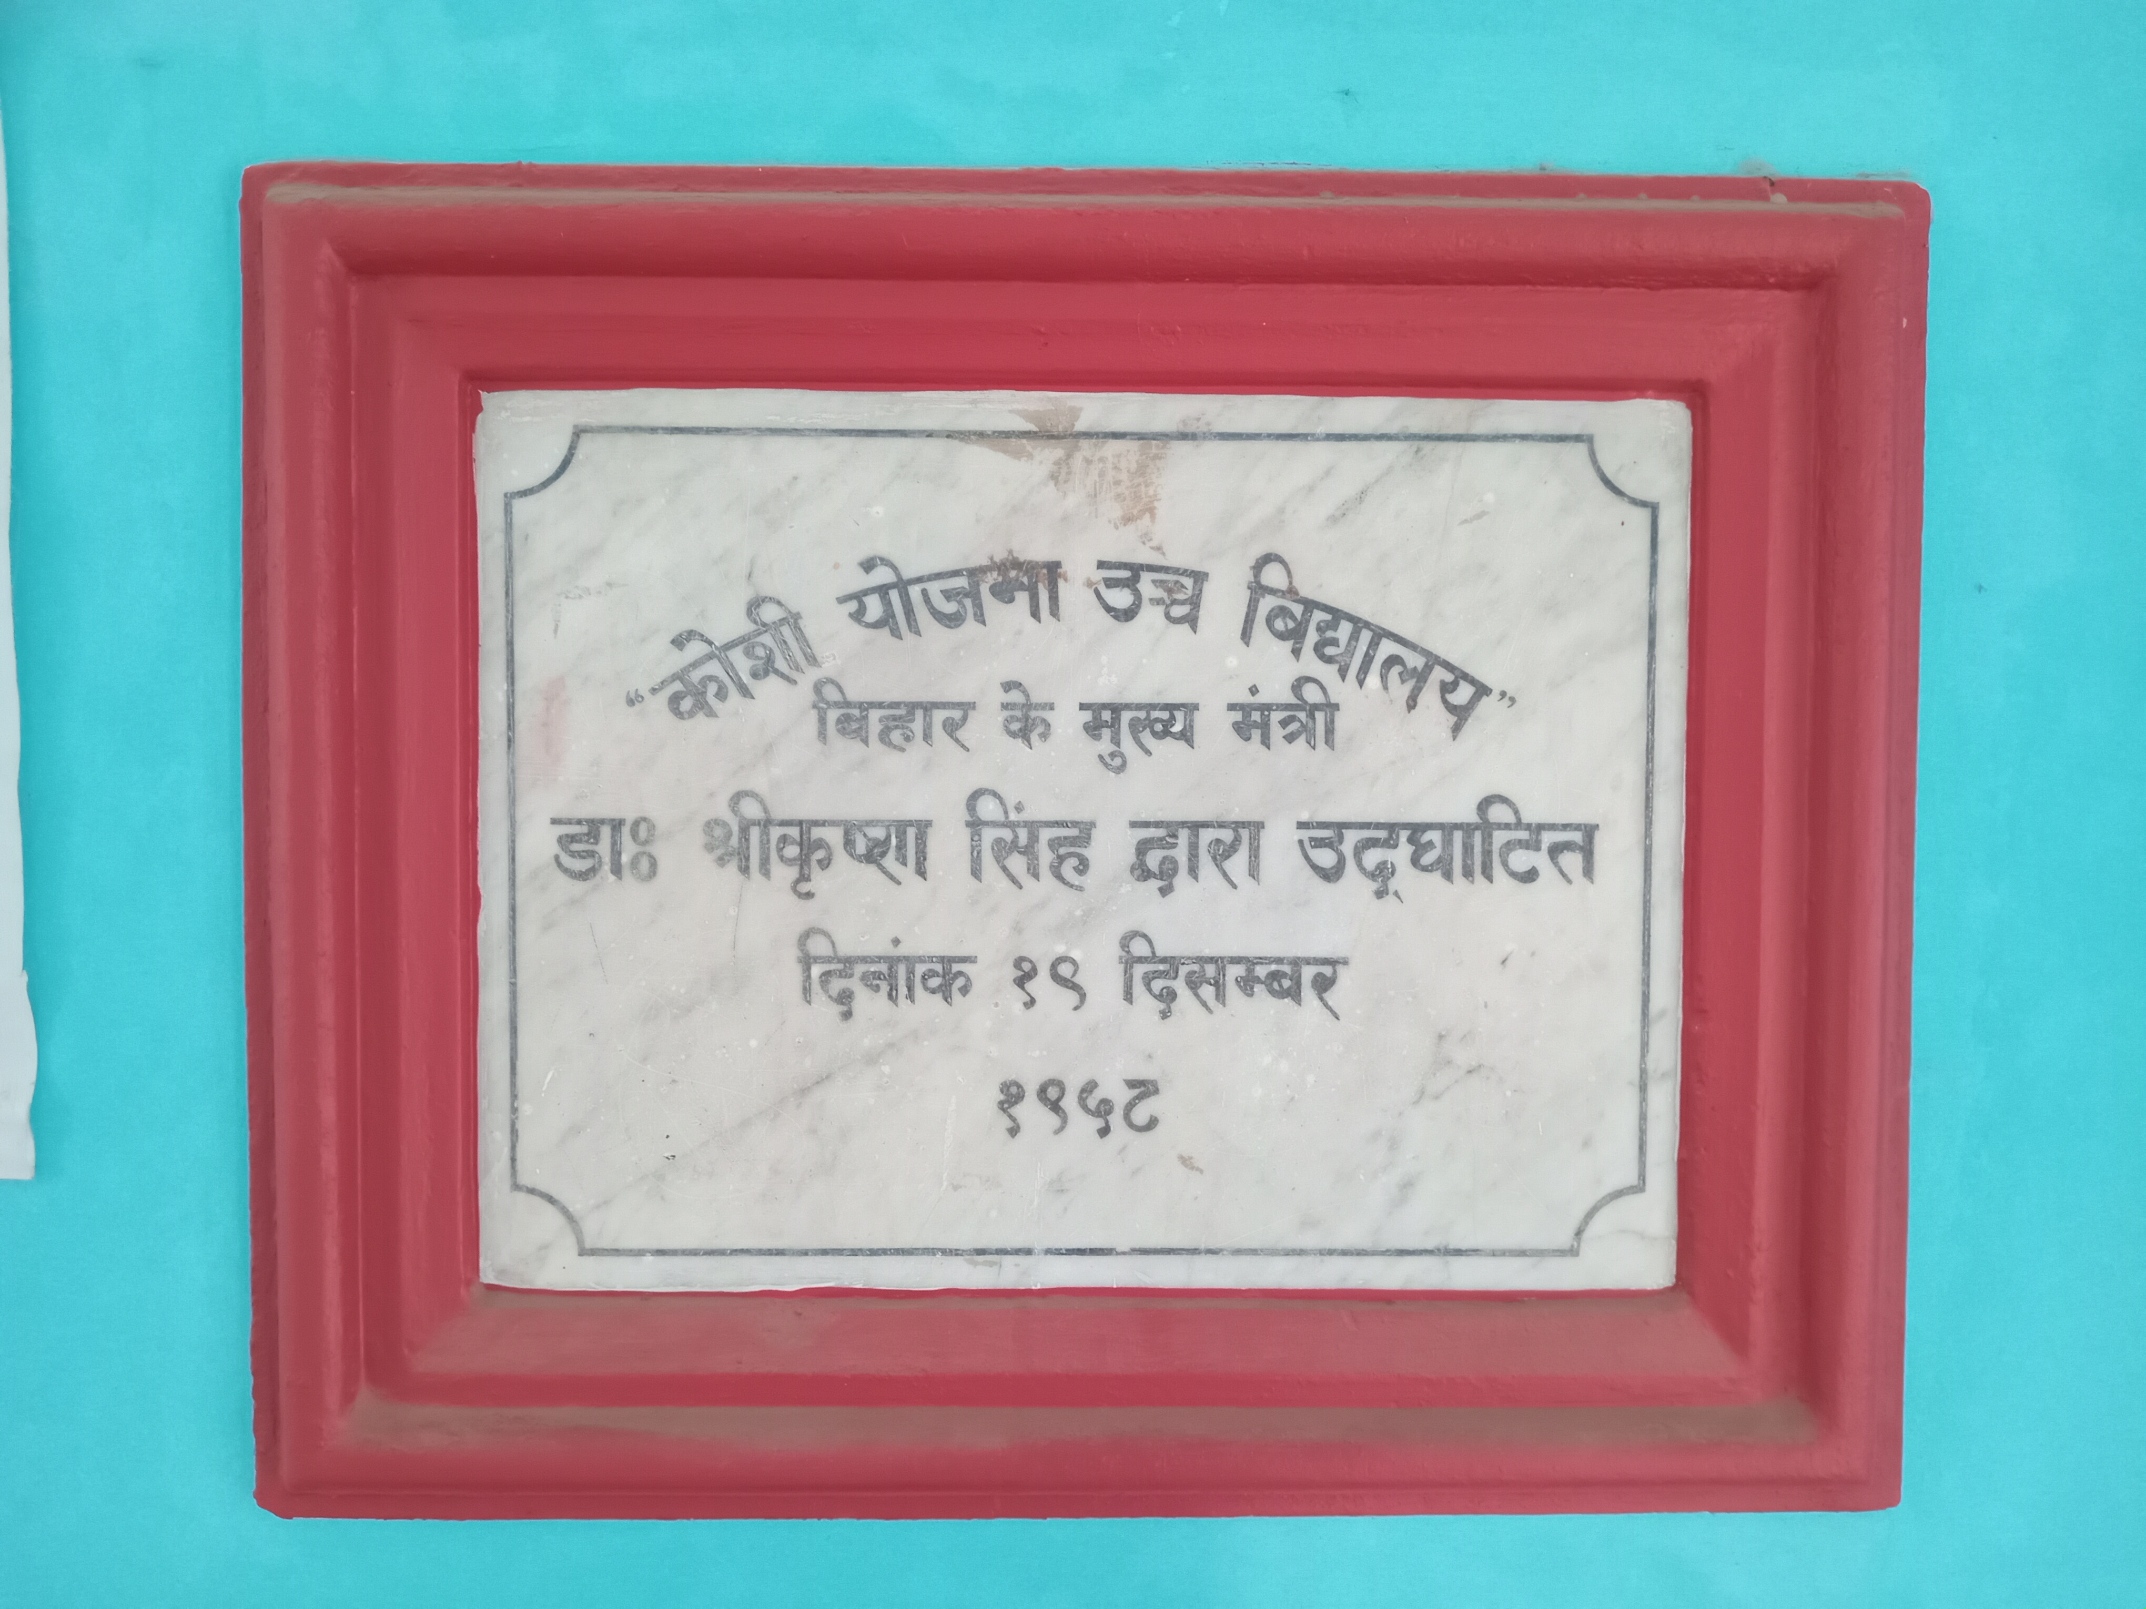 “कोशी योजना उच्च बिद्यालय”
बिहार के मुख्य मंत्री
डाः श्रीकृष्ण सिंह द्वारा उद्‌घाटित
दिनांक १९ दिसम्बर
१९५८